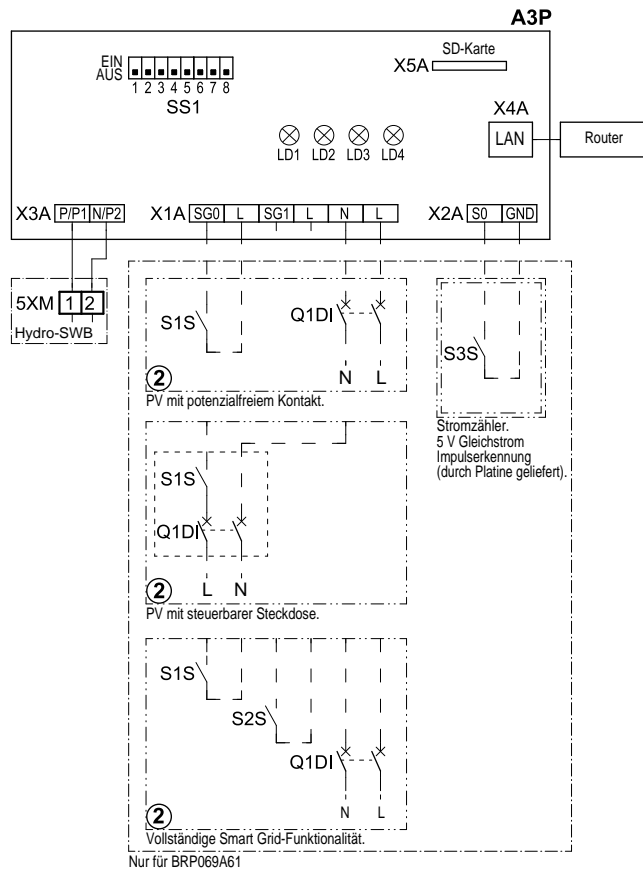 A3P
EIN
AUS
1 2 3 4 5 6 7 8
SS1
SD-Karte
X5A
LD1 LD2 LD3 LD4
X4A
LAN
Router
X3A P/P1 N/P2
X1A SG0 L SG1 L N L
X2A S0 GND
5XM 1 2
Hydro-SWB
S1S
Q1DI
N L
2
PV mit potenzialfreiem Kontakt.
S3S
Stromzähler.
5 V Gleichstrom
Impulserkennung
(durch Platine geliefert).
S1S
Q1DI
L N
2
PV mit steuerbarer Steckdose.
S1S
S2S
Q1DI
N L
2
Vollständige Smart Grid-Funktionalität.
Nur für BRP069A61